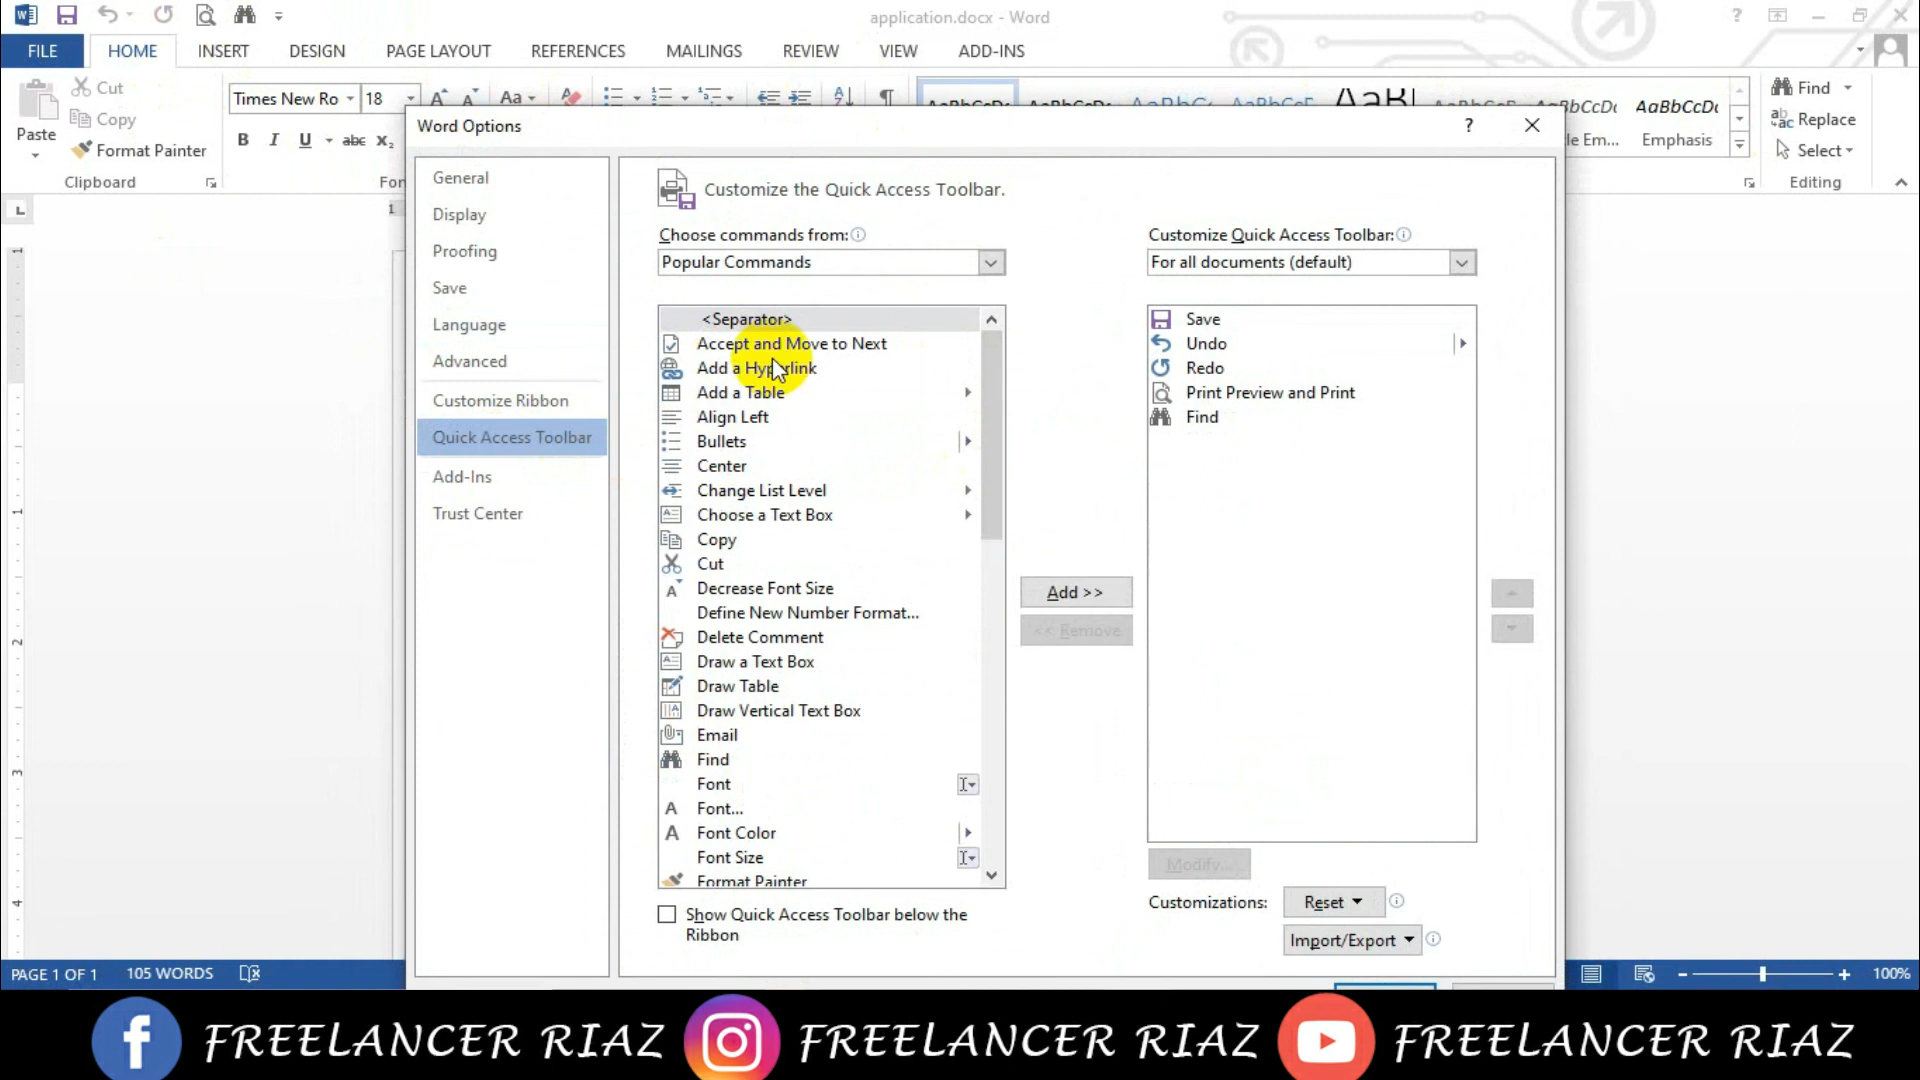 application.docx - Word
FILE HOME INSERT DESIGN PAGE LAYOUT REFERENCES MAILINGS REVIEW VIEW ADD-INS
Cut
Copy
Paste
Format Painter
Clipboard
Times New Ro 18
Aa
B I U abc x₂
Emphasis
Find
Replace
Select
Editing
Word Options
General
Display
Proofing
Save
Language
Advanced
Customize Ribbon
Quick Access Toolbar
Add-Ins
Trust Center
Customize the Quick Access Toolbar.
Choose commands from:
Popular Commands
<Separator>
Accept and Move to Next
Add a Hyperlink
Add a Table
Align Left
Bullets
Center
Change List Level
Choose a Text Box
Copy
Cut
Decrease Font Size
Define New Number Format...
Delete Comment
Draw a Text Box
Draw Table
Draw Vertical Text Box
Email
Find
Font
Font...
Font Color
Font Size
Format Painter
Show Quick Access Toolbar below the
Ribbon
Add >>
<< Remove
Customize Quick Access Toolbar:
For all documents (default)
Save
Undo
Redo
Print Preview and Print
Find
Modify...
Customizations:
Reset
Import/Export
PAGE 1 OF 1 105 WORDS
100%
FREELANCER RIAZ
FREELANCER RIAZ
FREELANCER RIAZ